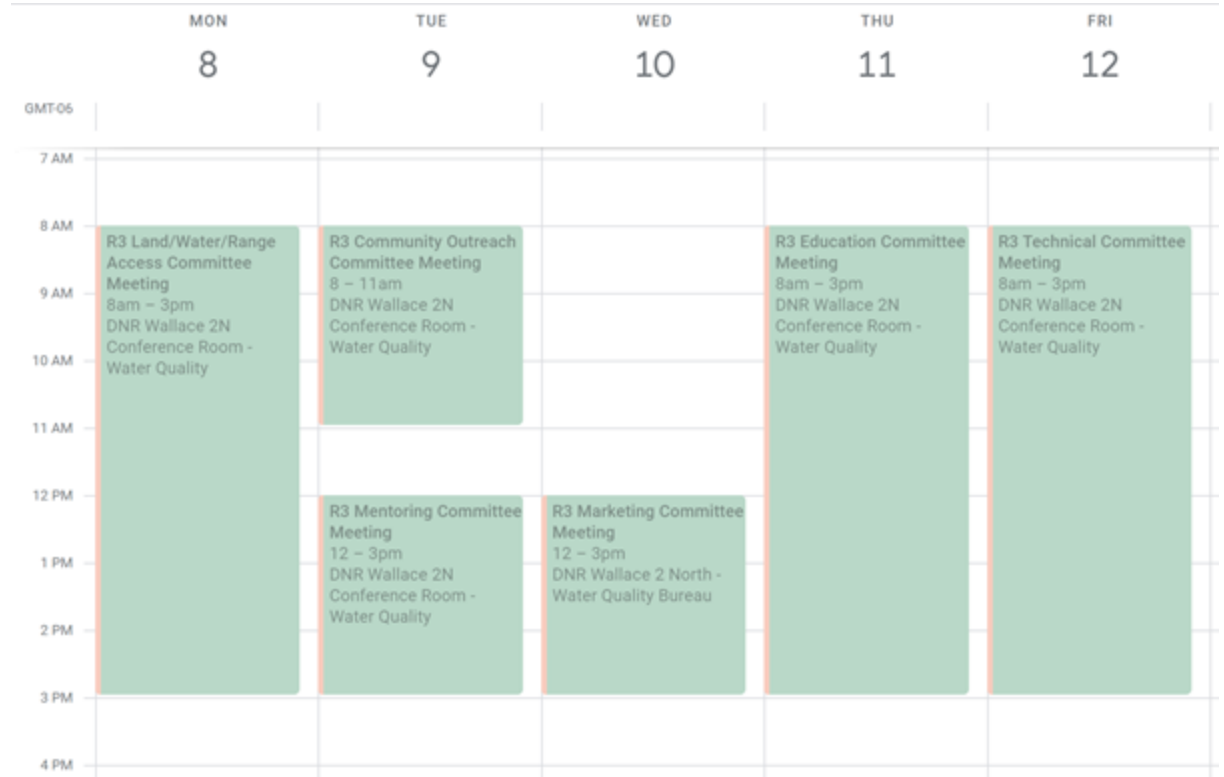 MON
TUE
WED
THU
FRI
8
9
10
11
12
GMT-06
7 AM
8 AM
9 AM
10 AM
11 AM
12 PM
1 PM
2 PM
3 PM
4 PM
R3 Land/Water/Range
Access Committee
Meeting
8am – 3pm
DNR Wallace 2N
Conference Room -
Water Quality
R3 Community Outreach
Committee Meeting
8 – 11am
DNR Wallace 2N
Conference Room -
Water Quality
R3 Mentoring Committee
Meeting
12 – 3pm
DNR Wallace 2N
Conference Room -
Water Quality
R3 Marketing Committee
Meeting
12 – 3pm
DNR Wallace 2 North -
Water Quality Bureau
R3 Education Committee
Meeting
8am – 3pm
DNR Wallace 2N
Conference Room -
Water Quality
R3 Technical Committee
Meeting
8am – 3pm
DNR Wallace 2N
Conference Room -
Water Quality